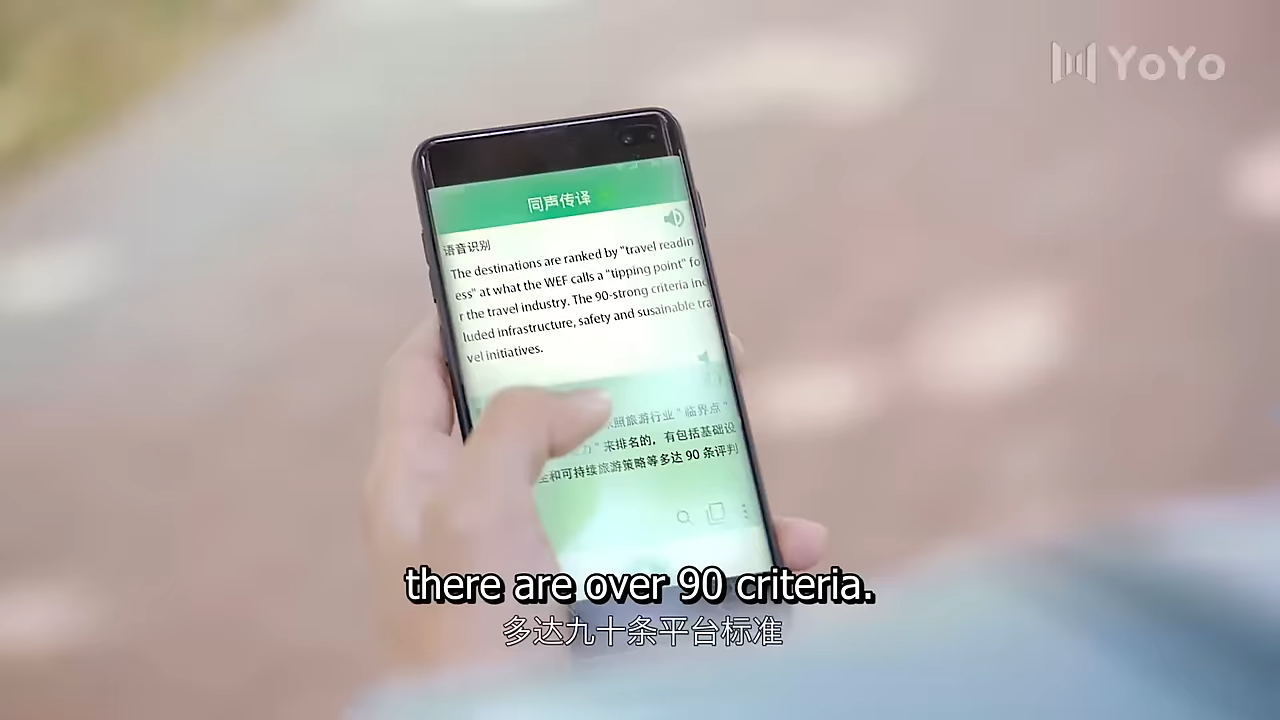 YoYo
同声传译
语音识别
The destinations are ranked by "travel readin
ess" at what the WEF calls a "tipping point" fo
r the travel industry. The 90-strong criteria inc
luded infrastructure, safety and susainable tra
vel initiatives.
照旅游行业"临界点"
力"来排名的，有包括基础设
和可持续旅游策略等多达 90 条评判
there are over 90 criteria.
多达九十条平台标准